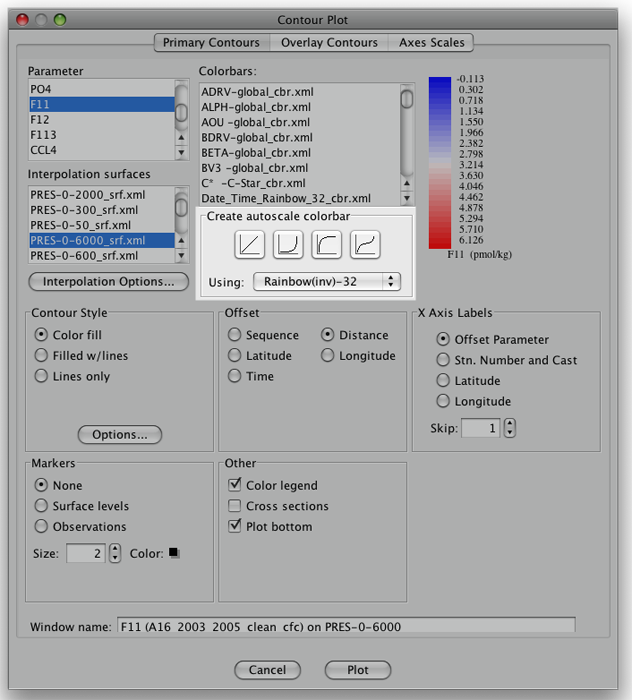 Contour Plot
Primary Contours Overlay Contours Axes Scales
Parameter
PO4
F11
F12
F113
CCL4
Interpolation surfaces
PRES-0-2000_srf.xml
PRES-0-300_srf.xml
PRES-0-50_srf.xml
PRES-0-6000_srf.xml
PRES-0-600_srf.xml
Interpolation Options...
Colorbars:
ADRV-global_cbr.xml
ALPH-global_cbr.xml
AOU -global_cbr.xml
BDRV-global_cbr.xml
BETA-global_cbr.xml
BV3 -global_cbr.xml
C* -C-Star_cbr.xml
Date_Time_Rainbow_32_cbr.xml
Create autoscale colorbar
Using: Rainbow(inv)-32
-0.113
0.302
0.718
1.134
1.550
1.966
2.382
2.798
3.214
3.630
4.046
4.462
4.878
5.294
5.710
6.126
F11 (pmol/kg)
Contour Style
Color fill
Filled w/lines
Lines only
Options...
Offset
Sequence Distance
Latitude Longitude
Time
X Axis Labels
Offset Parameter
Stn. Number and Cast
Latitude
Longitude
Skip: 1
Markers
None
Surface levels
Observations
Size: 2 Color:
Other
Color legend
Cross sections
Plot bottom
Window name: F11 (A16_2003_2005_clean_cfc) on PRES-0-6000
Cancel Plot